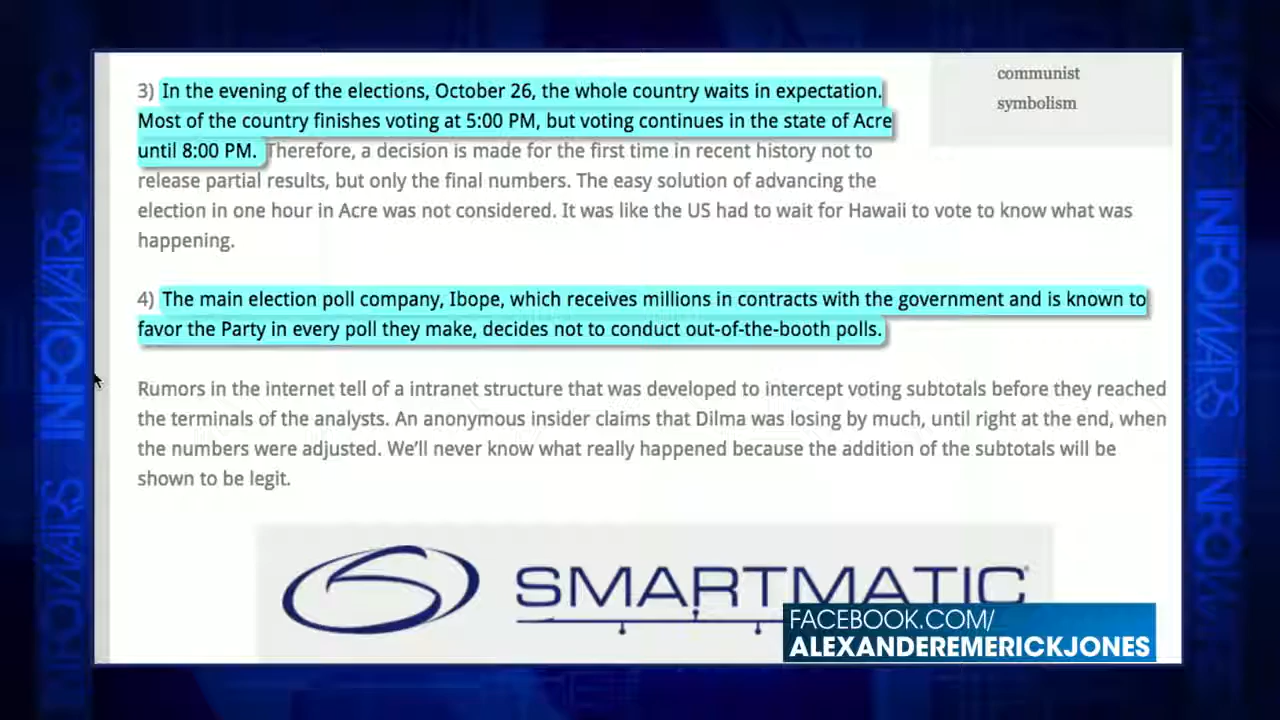 communist
symbolism
3) In the evening of the elections, October 26, the whole country waits in expectation.
Most of the country finishes voting at 5:00 PM, but voting continues in the state of Acre
until 8:00 PM. Therefore, a decision is made for the first time in recent history not to
release partial results, but only the final numbers. The easy solution of advancing the
election in one hour in Acre was not considered. It was like the US had to wait for Hawaii to vote to know what was
happening.
4) The main election poll company, Ibope, which receives millions in contracts with the government and is known to
favor the Party in every poll they make, decides not to conduct out-of-the-booth polls.
Rumors in the internet tell of a intranet structure that was developed to intercept voting subtotals before they reached
the terminals of the analysts. An anonymous insider claims that Dilma was losing by much, until right at the end, when
the numbers were adjusted. We'll never know what really happened because the addition of the subtotals will be
shown to be legit.
SMARTMATIC
FACEBOOK.COM/
ALEXANDEREMERICKJONES
INFOWARS
INFOWARS